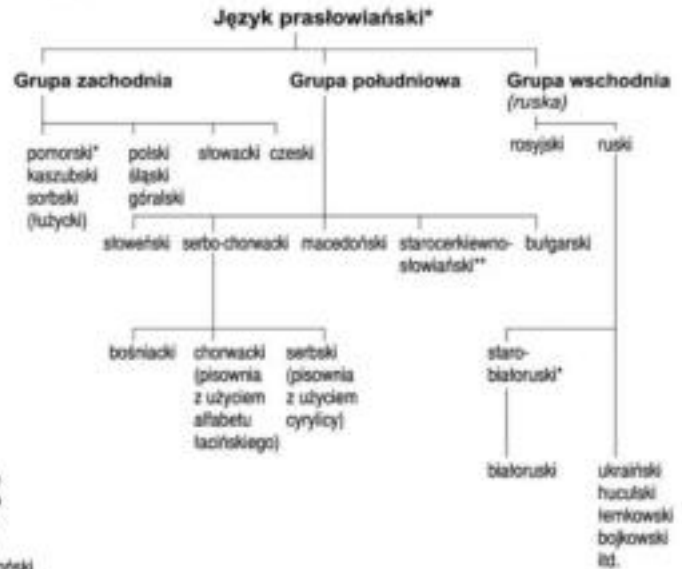 Język prasłowiański*
Grupa zachodnia
Grupa południowa
Grupa wschodnia
(ruska)
pomorski*
kaszubski
sorbski
(łużycki)
polski
śląski
góralski
słowacki
czeski
rosyjski
ruski
słoweński
serbo-chorwacki
macedoński
starocerkiewno-
słowiański**
bułgarski
bośniacki
chorwacki
(pisownia
z użyciem
alfabetu
łacińskiego)
serbski
(pisownia
z użyciem
cyrylicy)
staro-
białoruski*
białoruski
ukraiński
huculski
łemkowski
bojkowski
itd.